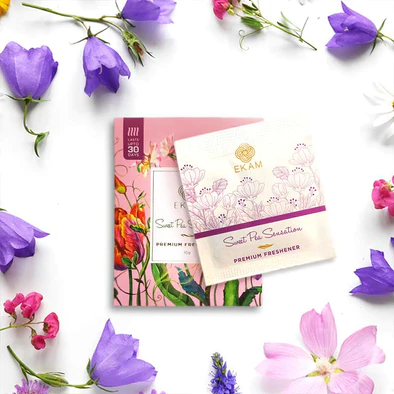 LASTS
UPTO
30
DAYS
EKAM
Sweet Pea Sensation
PREMIUM FRESHENER
EKAM
Sweet Pea Sensation
PREMIUM FRESHENER